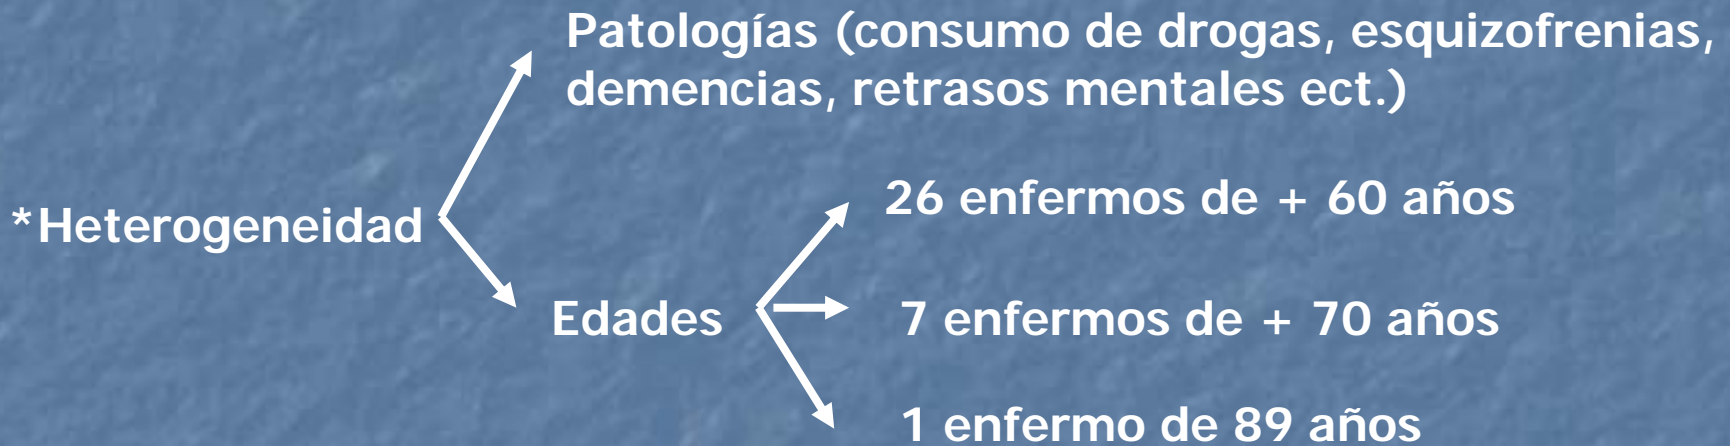 Patologías (consumo de drogas, esquizofrenias,
demencias, retrasos mentales ect.)
*Heterogeneidad
26 enfermos de + 60 años
Edades
7 enfermos de + 70 años
1 enfermo de 89 años